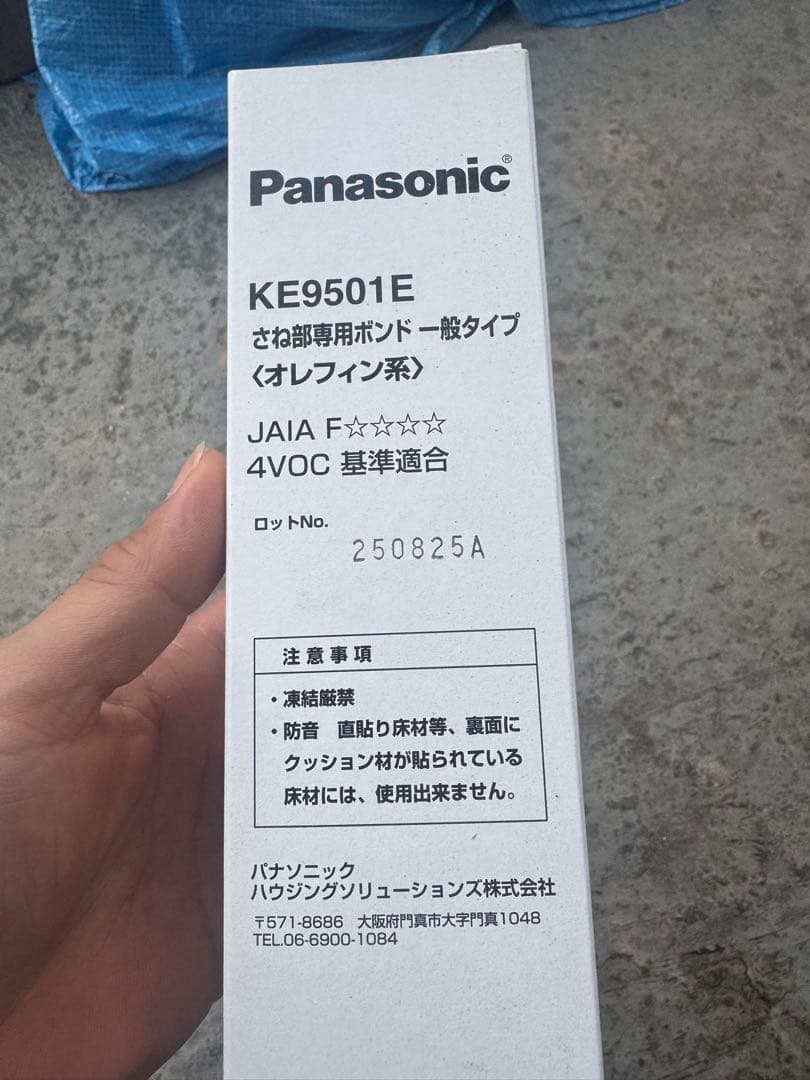 Panasonic®
KE9501E
さね部専用ボンド 一般タイプ
〈オレフィン系〉
JAIA F☆☆☆☆
4VOC 基準適合
ロットNo.
250825A
注意事項
・凍結厳禁
・防音 直貼り床材等、裏面に
クッション材が貼られている
床材には、使用出来ません。
パナソニック
ハウジングソリューションズ株式会社
〒571-8686 大阪府門真市大字門真1048
TEL.06-6900-1084